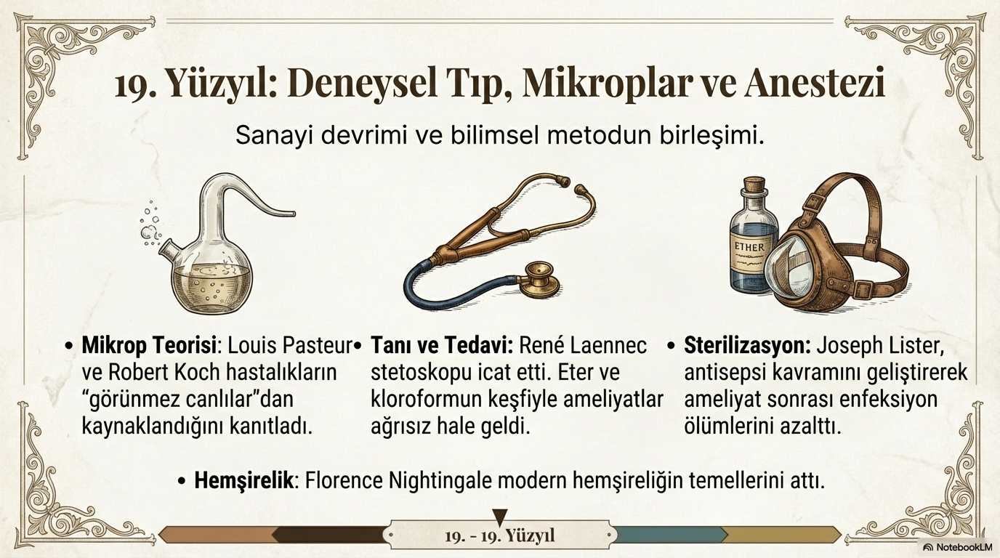 19. Yüzyıl: Deneysel Tıp, Mikroplar ve Anestezi
Sanayi devrimi ve bilimsel metodun birleşimi.
ETHER
• Mikrop Teorisi: Louis Pasteur
ve Robert Koch hastalıkların
“görünmez canlılar”dan
kaynaklandığını kanıtladı.
• Tanı ve Tedavi: René Laennec
stetoskopu icat etti. Eter ve
kloroformun keşfiyle ameliyatlar
ağrısız hale geldi.
• Sterilizasyon: Joseph Lister,
antisepsi kavramını geliştirerek
ameliyat sonrası enfeksiyon
ölümlerini azalttı.
• Hemşirelik: Florence Nightingale modern hemşireliğin temellerini attı.
19. - 19. Yüzyıl
NotebookLM